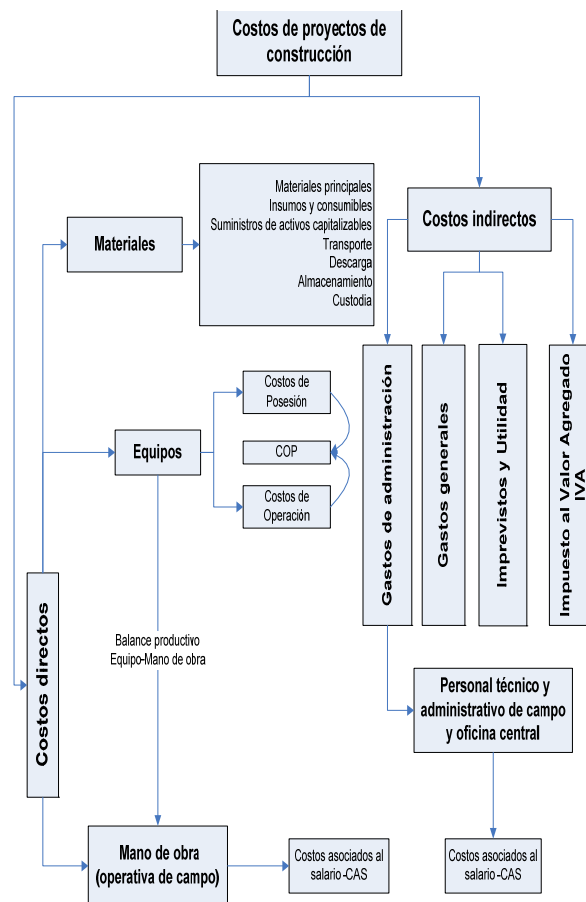 Costos de proyectos de
construcción
Materiales
Materiales principales
Insumos y consumibles
Suministros de activos capitalizables
Transporte
Descarga
Almacenamiento
Custodia
Costos indirectos
Equipos
Costos de
Posesión
COP
Costos de
Operación
Gastos de administración
Gastos generales
Imprevistos y Utilidad
Impuesto al Valor Agregado
IVA
Costos directos
Balance productivo
Equipo-Mano de obra
Personal técnico y
administrativo de campo
y oficina central
Mano de obra
(operativa de campo)
Costos asociados al
salario-CAS
Costos asociados al
salario-CAS